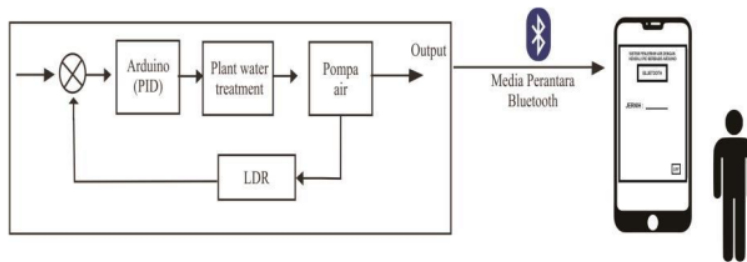 Arduino
(PID)
Plant water
treatment
Pompa
air
Output
LDR
Media Perantara
Bluetooth
BLUETOOTH
JERNIH :